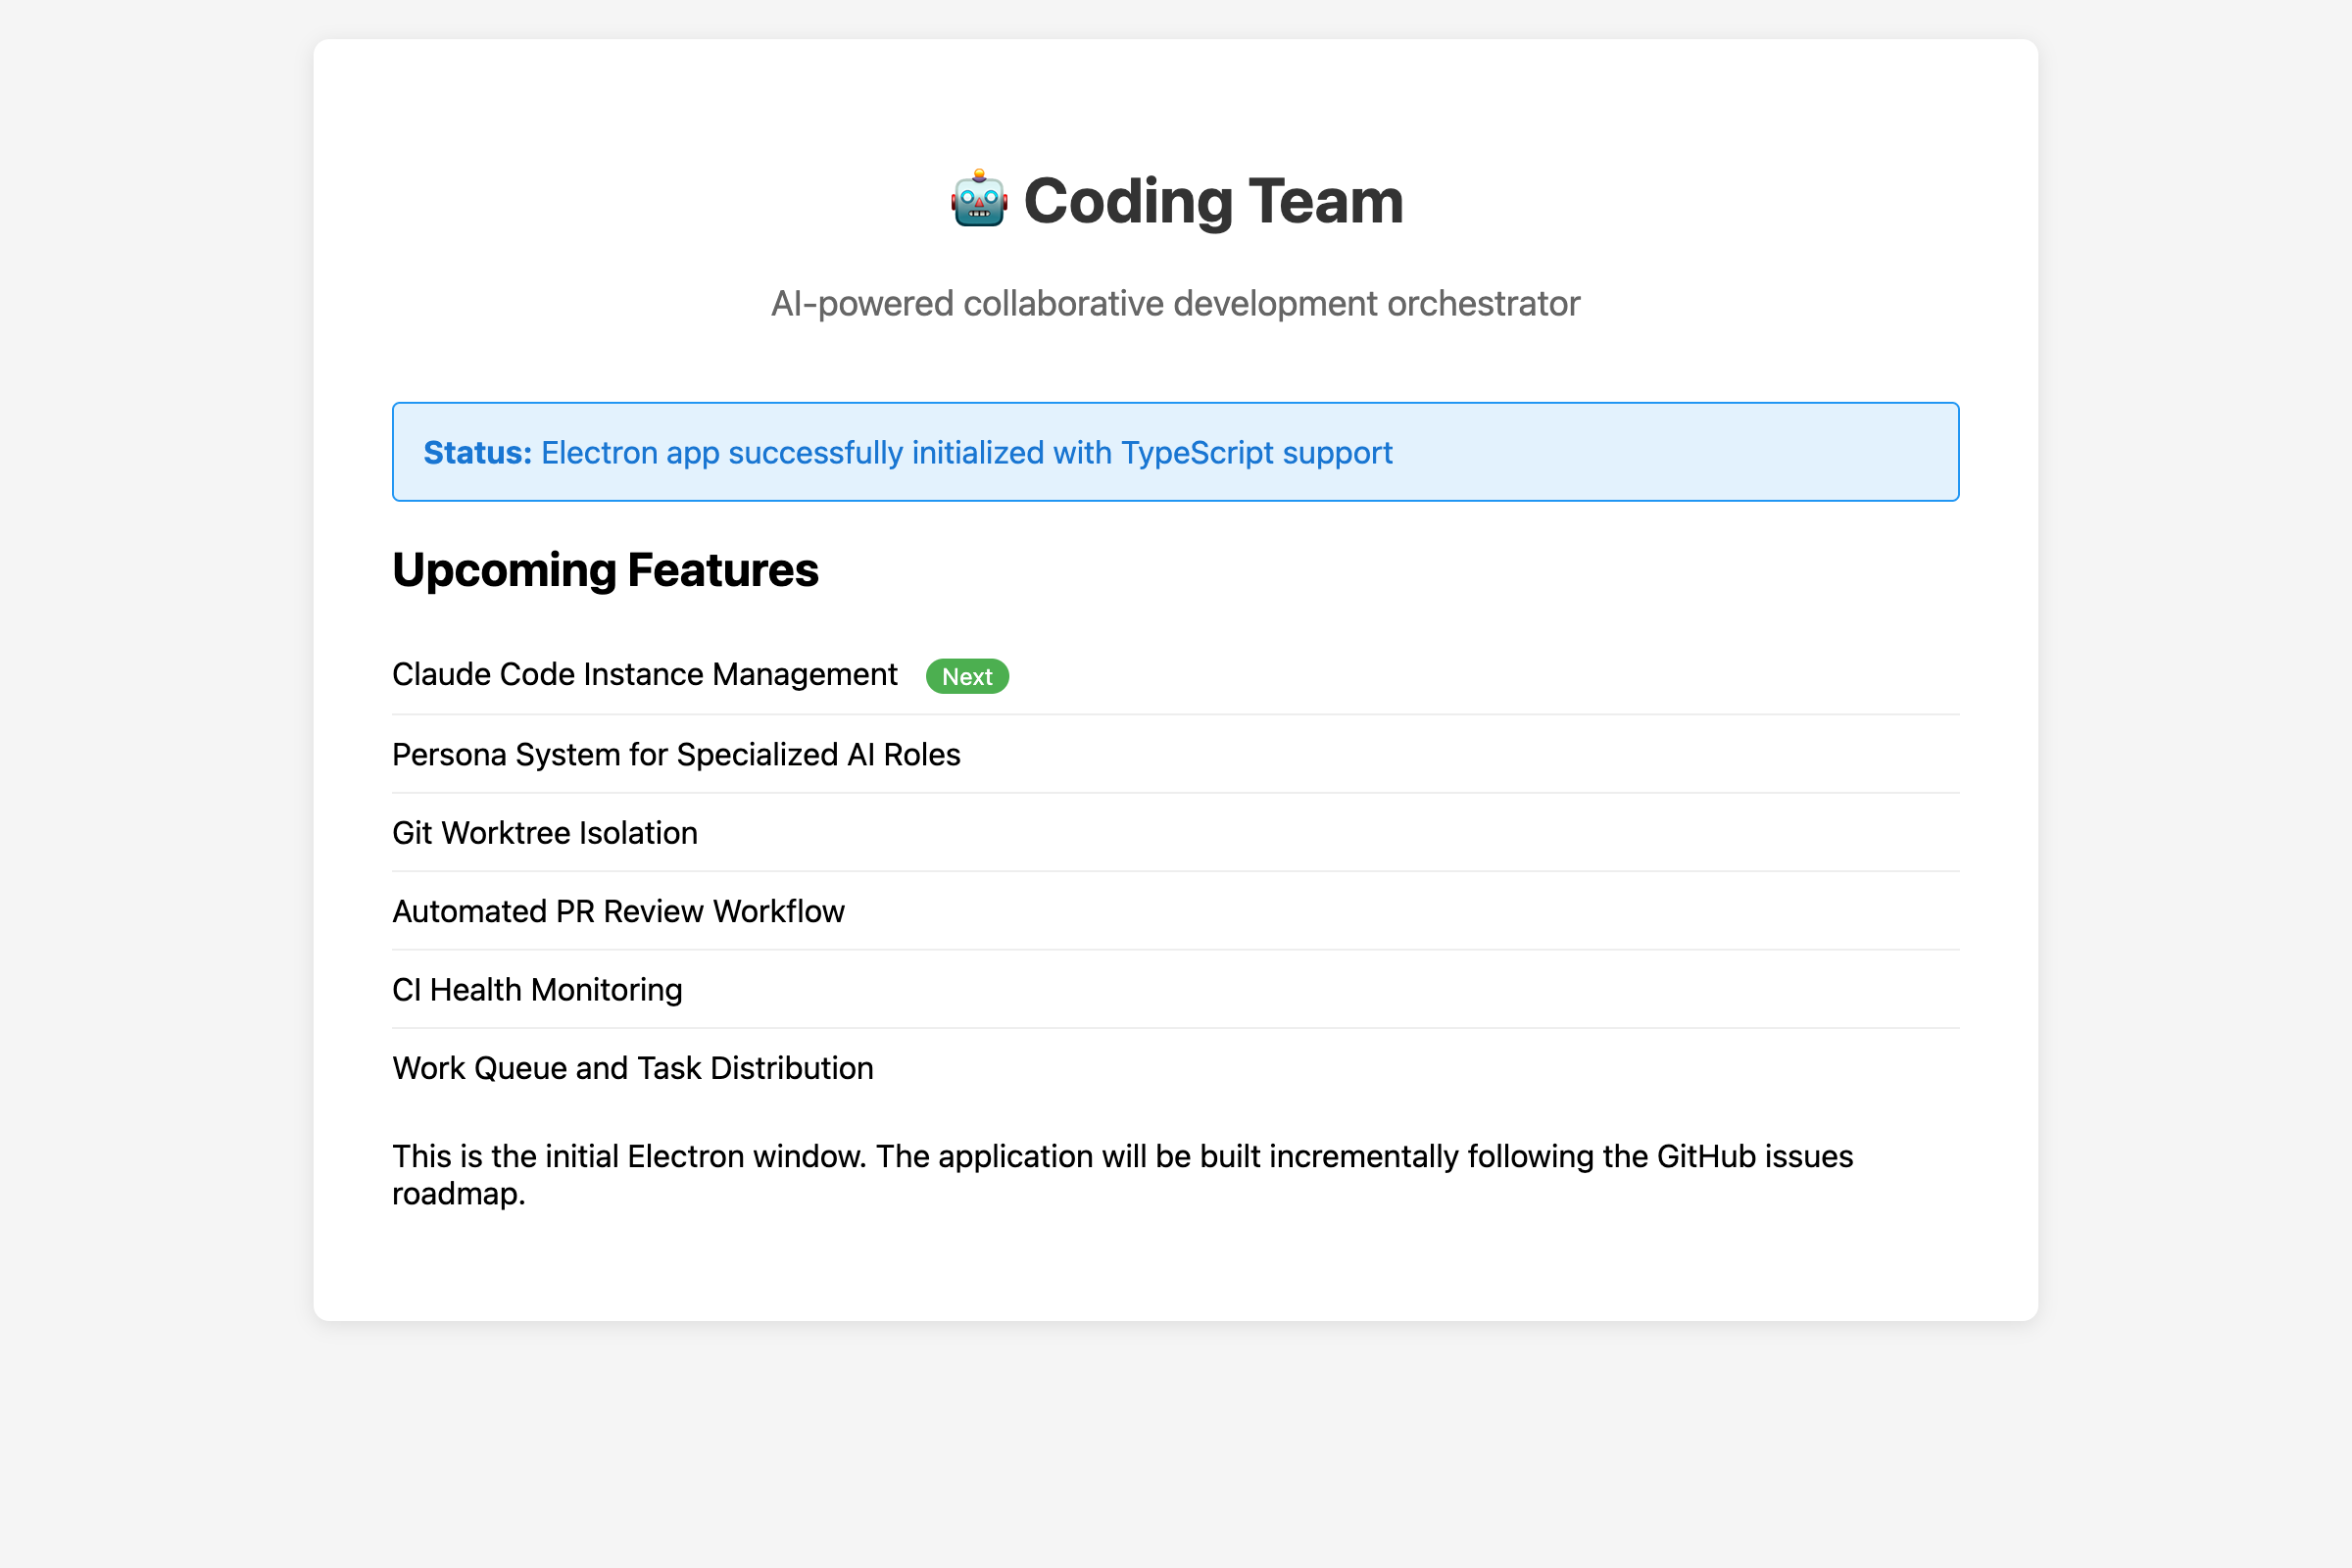 🤖 Coding Team
AI-powered collaborative development orchestrator
Status: Electron app successfully initialized with TypeScript support
Upcoming Features
Claude Code Instance Management Next
Persona System for Specialized AI Roles
Git Worktree Isolation
Automated PR Review Workflow
CI Health Monitoring
Work Queue and Task Distribution
This is the initial Electron window. The application will be built incrementally following the GitHub issues
roadmap.